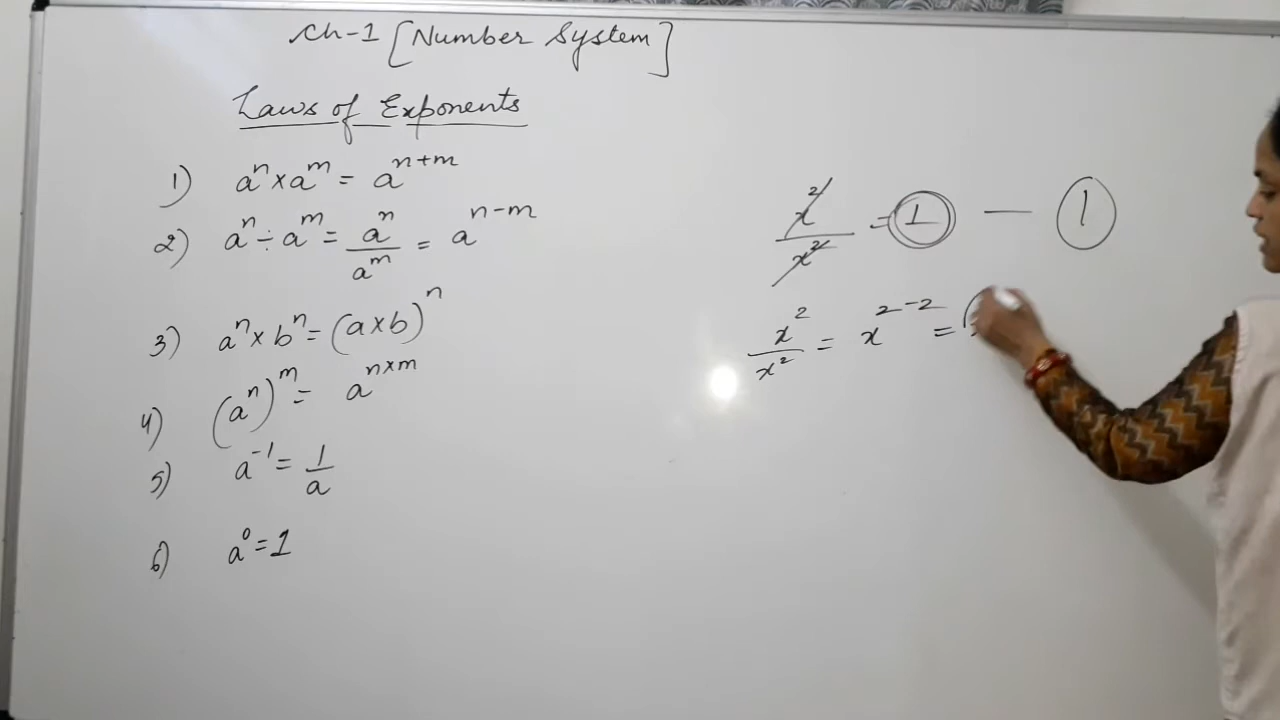 Ch-1 [Number System]
Laws of Exponents
1) aⁿ × aᵐ = aⁿ⁺ᵐ
2) aⁿ ÷ aᵐ = aⁿ/aᵐ = aⁿ⁻ᵐ
3) aⁿ × bⁿ = (a×b)ⁿ
4) (aⁿ)ᵐ = aⁿˣᵐ
5) a⁻¹ = 1/a
6) a⁰ = 1
x²/x² = 1 — 1
x²/x² = x²⁻² =